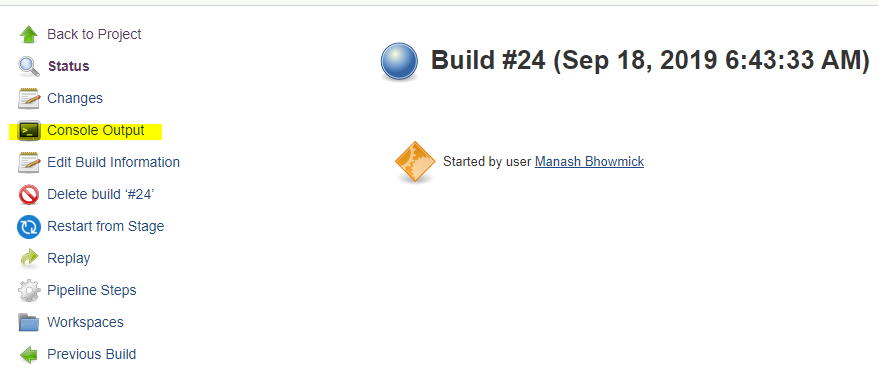 Back to Project
Status
Changes
Console Output
Edit Build Information
Delete build ‘#24’
Restart from Stage
Replay
Pipeline Steps
Workspaces
Previous Build
Build #24 (Sep 18, 2019 6:43:33 AM)
Started by user Manash Bhowmick